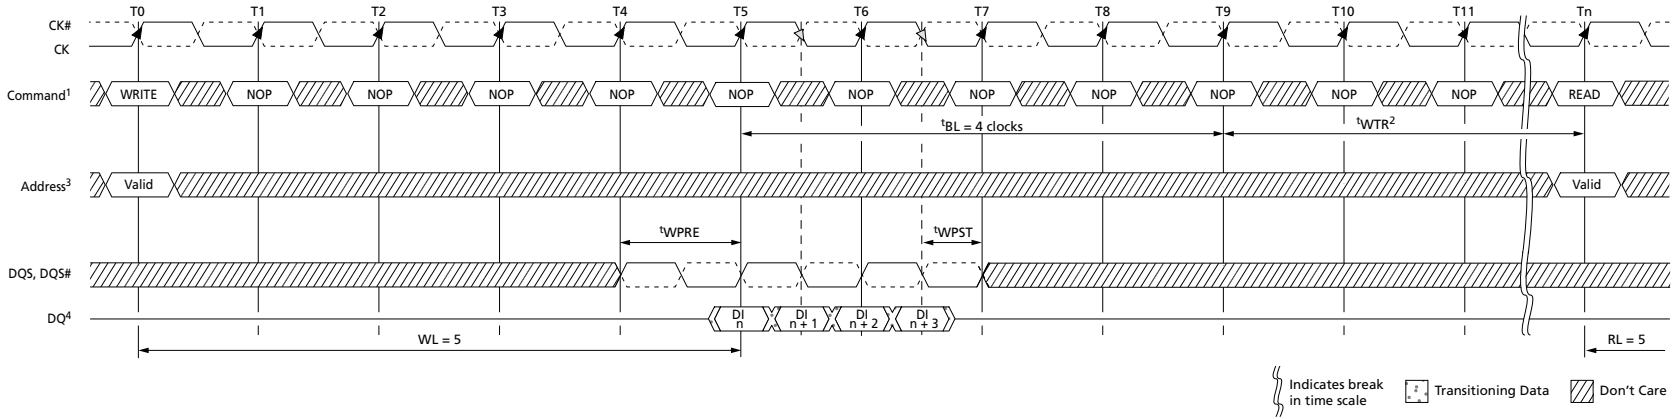 T0 T1 T2 T3 T4 T5 T6 T7 T8 T9 T10 T11 Tn
CK#
CK
Command¹ WRITE NOP NOP NOP NOP NOP NOP NOP NOP NOP NOP NOP READ
tBL = 4 clocks tWTR²
Address³ Valid Valid
tWPRE tWPST
DQS, DQS#
DQ⁴ DI n DI n + 1 DI n + 2 DI n + 3
WL = 5 RL = 5
Indicates break in time scale
Transitioning Data
Don't Care